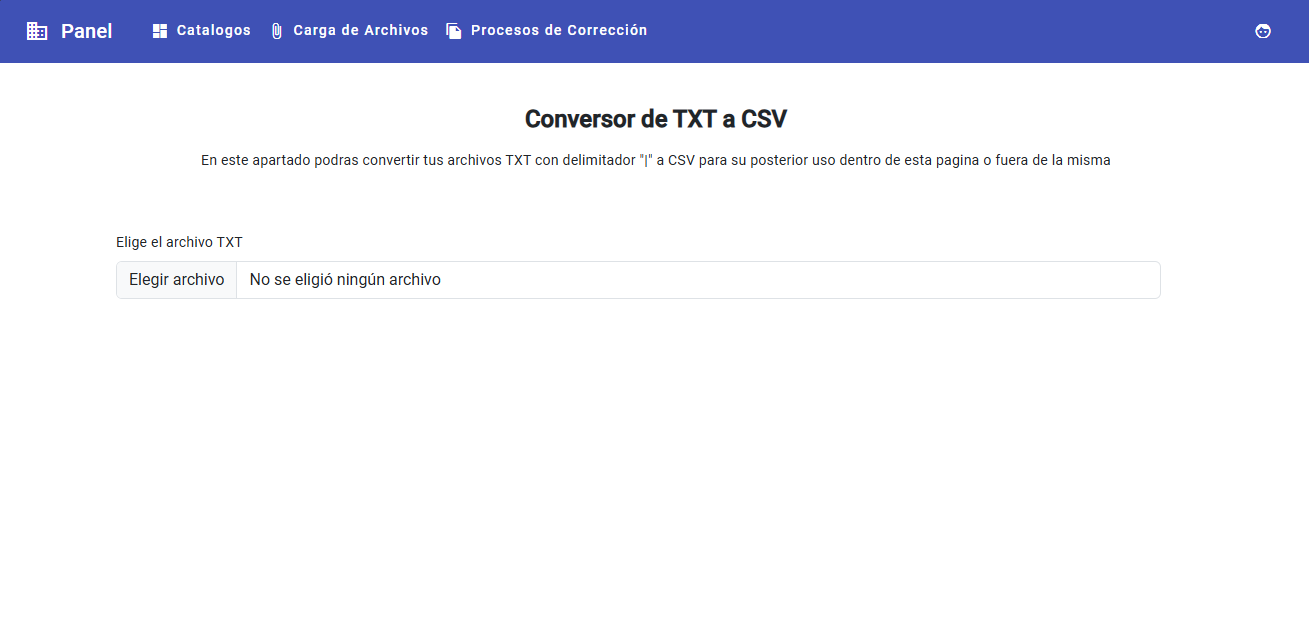 Panel Catalogos Carga de Archivos Procesos de Corrección
Conversor de TXT a CSV
En este apartado podras convertir tus archivos TXT con delimitador "|" a CSV para su posterior uso dentro de esta pagina o fuera de la misma
Elige el archivo TXT
Elegir archivo No se eligió ningún archivo